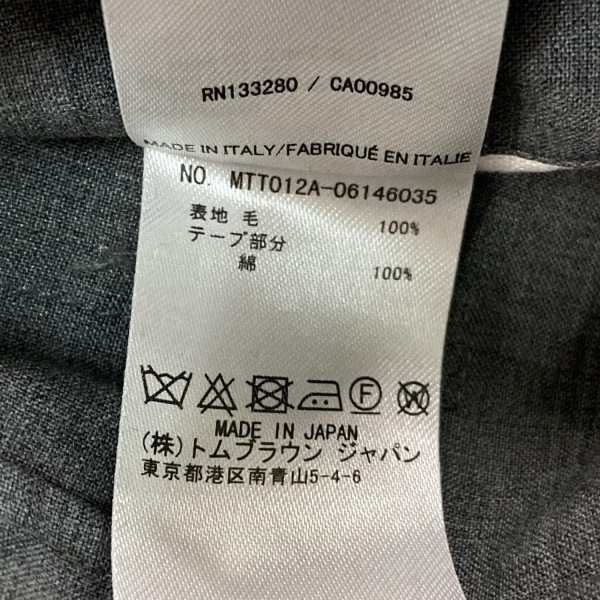 RN133280 / CA00985
MADE IN ITALY/FABRIQUÉ EN ITALIE
NO. MTT012A-06146035
表地 毛 100%
テープ部分
綿 100%
F W
MADE IN JAPAN
(株)トムブラウン ジャパン
東京都港区南青山5-4-6